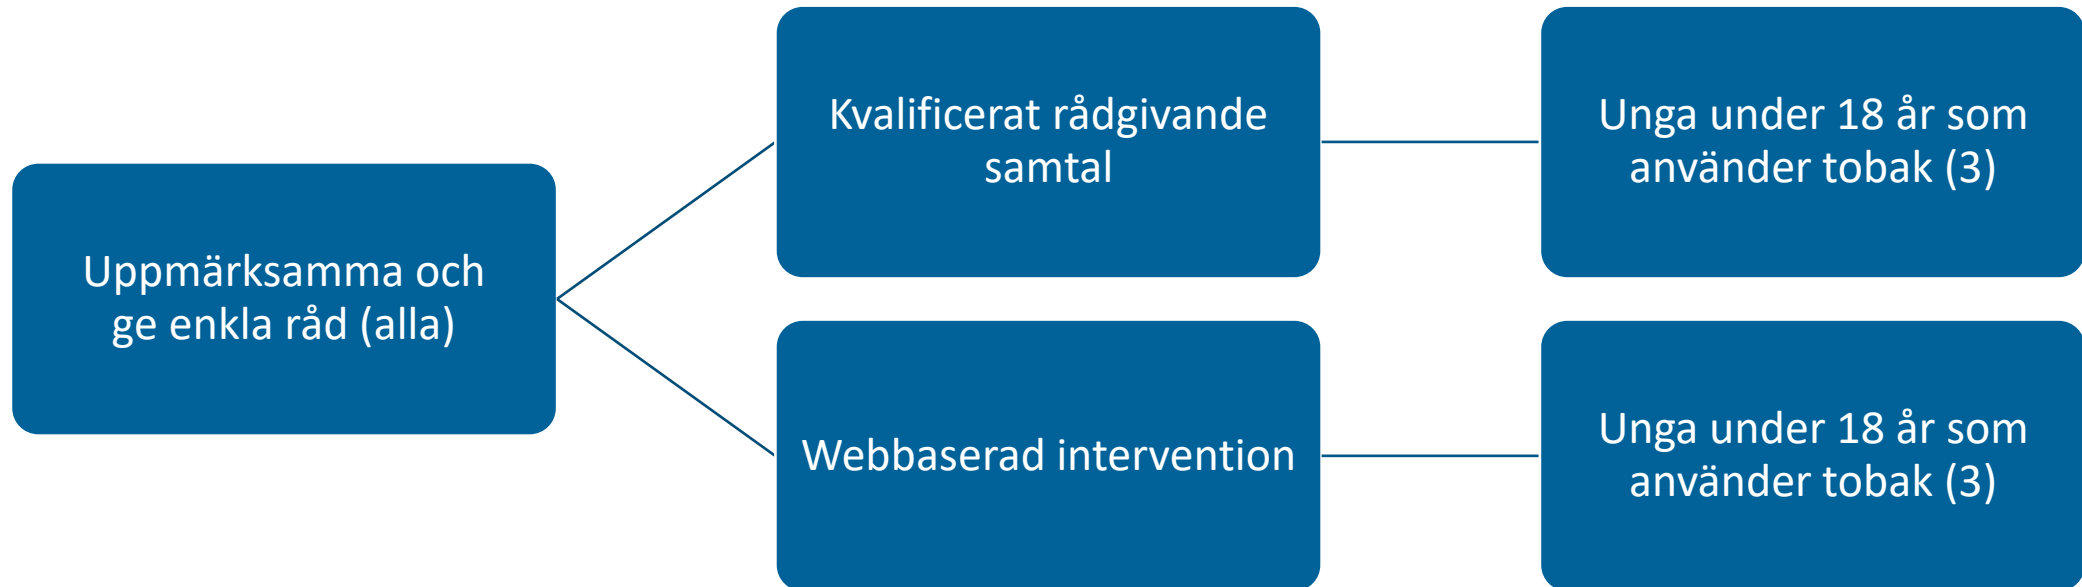 Uppmärksamma och
ge enkla råd (alla)
Kvalificerat rådgivande
samtal
Unga under 18 år som
använder tobak (3)
Webbaserad intervention
Unga under 18 år som
använder tobak (3)